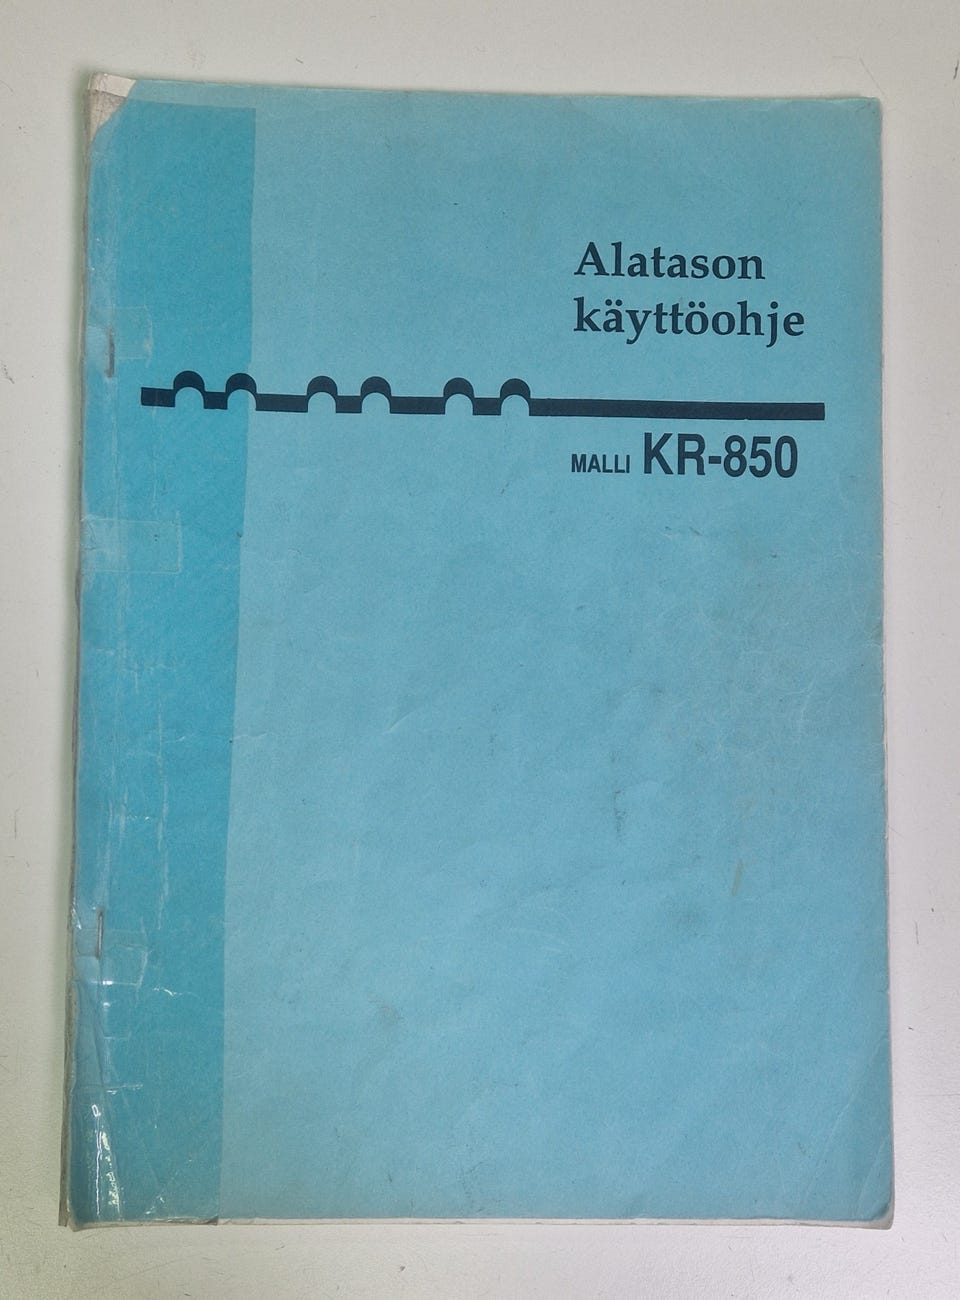 Alatason
käyttöohje
MALLI KR-850